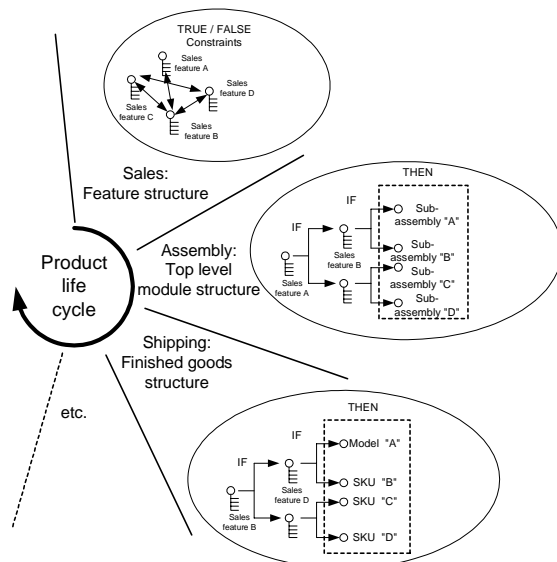 TRUE / FALSE
Constraints
Sales
feature A
Sales
feature D
Sales
feature C
Sales
feature B
Sales:
Feature structure
THEN
IF
IF
Sub-
assembly "A"
Sales
feature B
Sub-
assembly "B"
Sales
feature A
Sub-
assembly "C"
Sub-
assembly "D"
Assembly:
Top level
module structure
Product
life
cycle
Shipping:
Finished goods
structure
etc.
THEN
IF
IF
Model "A"
Sales
feature D
SKU "B"
Sales
feature B
SKU "C"
SKU "D"